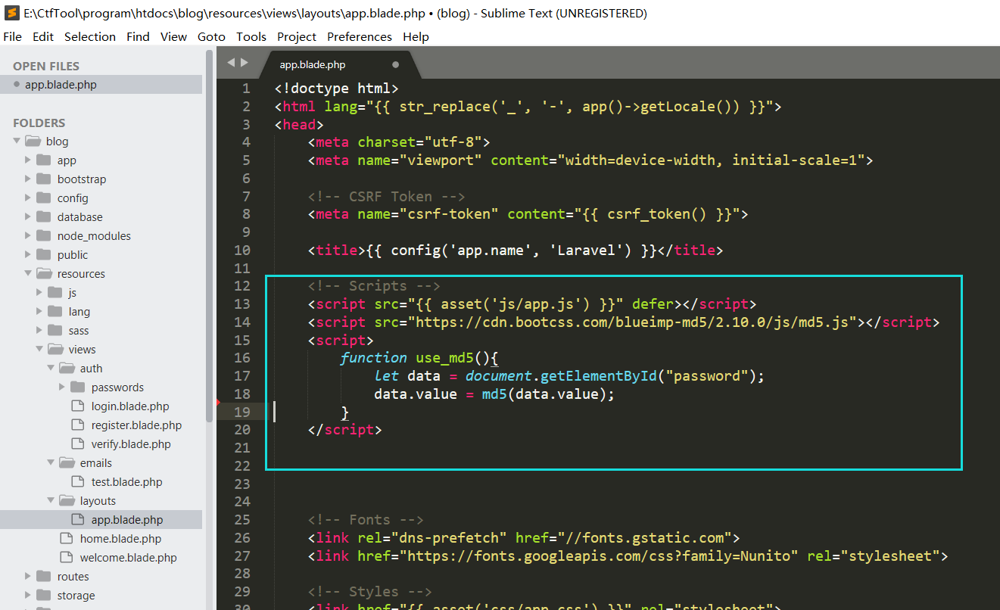 E:\CtfTool\program\htdocs\blog\resources\views\layouts\app.blade.php • (blog) - Sublime Text (UNREGISTERED)
File Edit Selection Find View Goto Tools Project Preferences Help
OPEN FILES
app.blade.php
FOLDERS
blog
app
bootstrap
config
database
node_modules
public
resources
js
lang
sass
views
auth
passwords
login.blade.php
register.blade.php
verify.blade.php
emails
test.blade.php
layouts
app.blade.php
home.blade.php
welcome.blade.php
routes
storage
app.blade.php
1 <!doctype html>
2 <html lang="{{ str_replace('_', '-', app()->getLocale()) }}">
3 <head>
4 <meta charset="utf-8">
5 <meta name="viewport" content="width=device-width, initial-scale=1">
6
7 <!-- CSRF Token -->
8 <meta name="csrf-token" content="{{ csrf_token() }}">
9
10 <title>{{ config('app.name', 'Laravel') }}</title>
11
12 <!-- Scripts -->
13 <script src="{{ asset('js/app.js') }}" defer></script>
14 <script src="https://cdn.bootcss.com/blueimp-md5/2.10.0/js/md5.js"></script>
15 <script>
16 function use_md5(){
17 let data = document.getElementById("password");
18 data.value = md5(data.value);
19 }
20 </script>
21
22
23
24
25 <!-- Fonts -->
26 <link rel="dns-prefetch" href="//fonts.gstatic.com">
27 <link href="https://fonts.googleapis.com/css?family=Nunito" rel="stylesheet">
28
29 <!-- Styles -->
30 <link href="{{ asset('css/app.css') }}" rel="stylesheet">